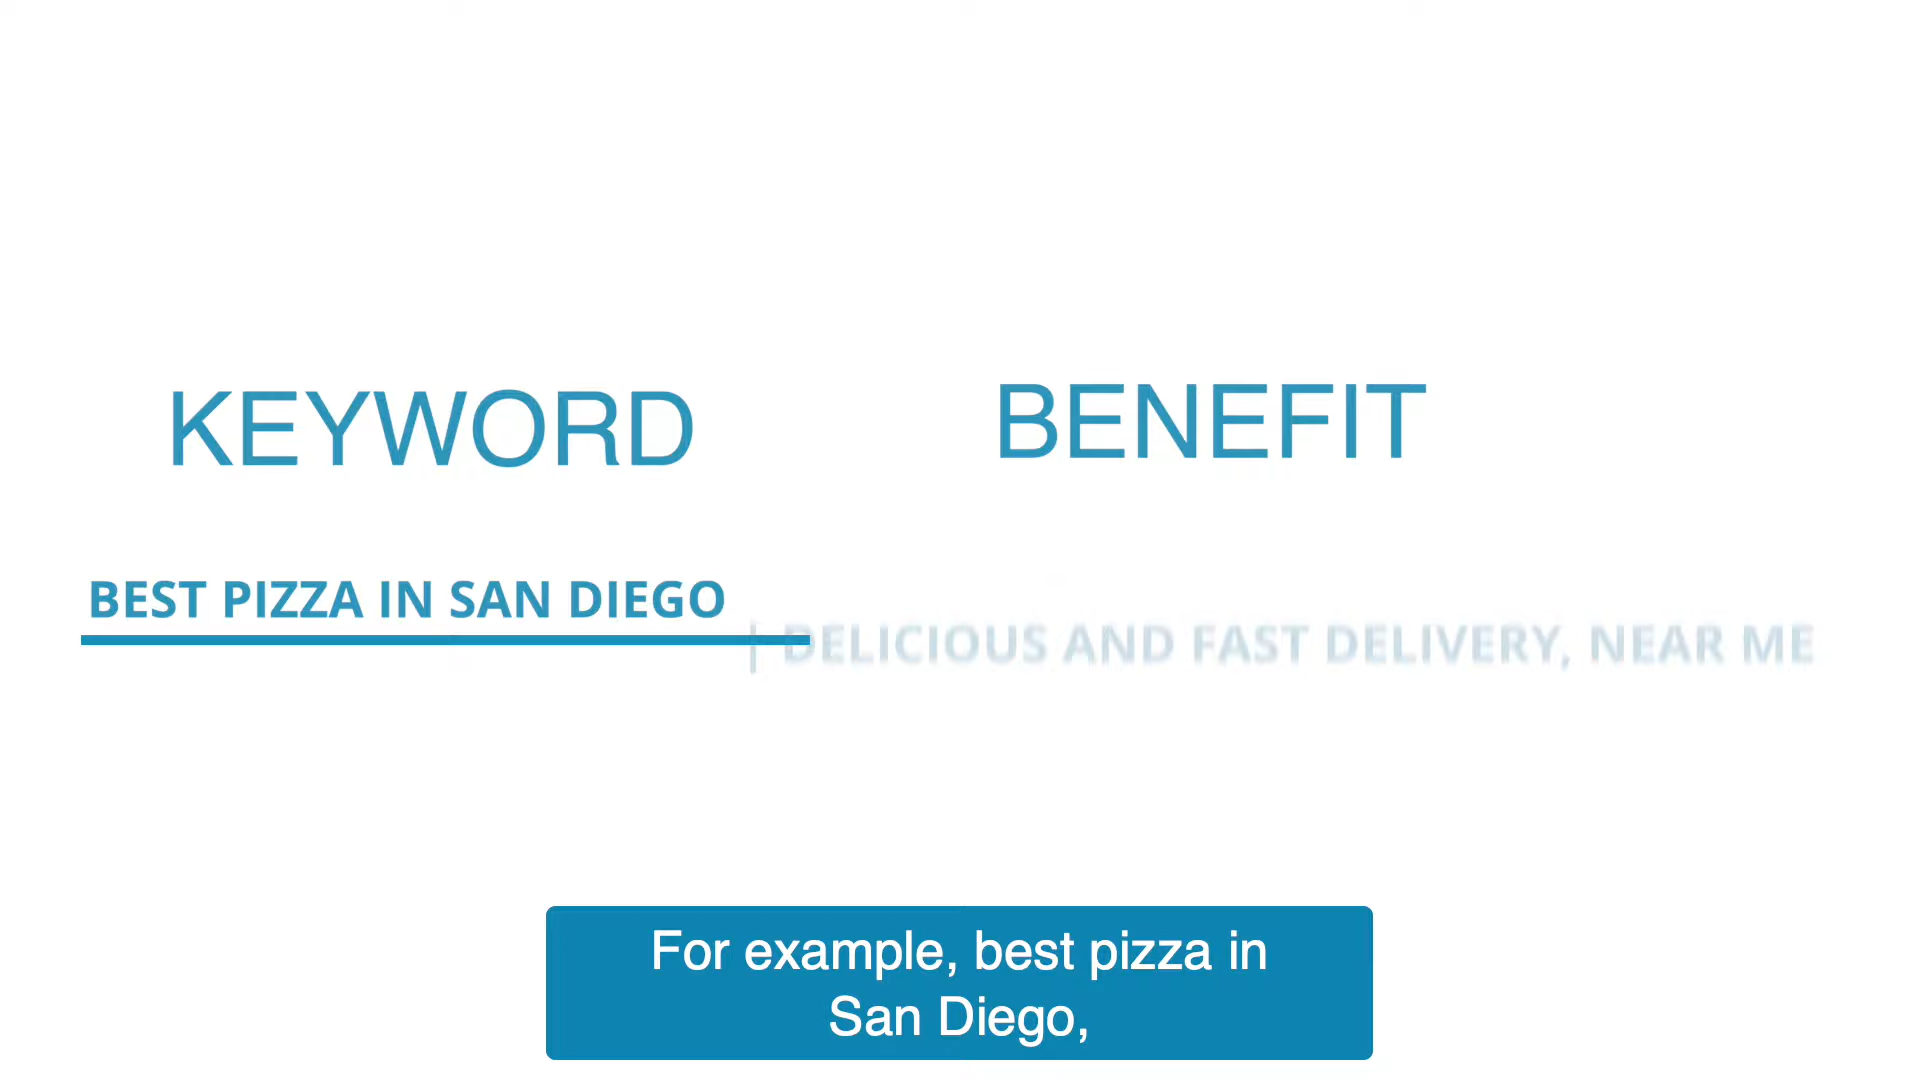 KEYWORD BENEFIT
BEST PIZZA IN SAN DIEGO
| DELICIOUS AND FAST DELIVERY, NEAR ME
For example, best pizza in
San Diego,